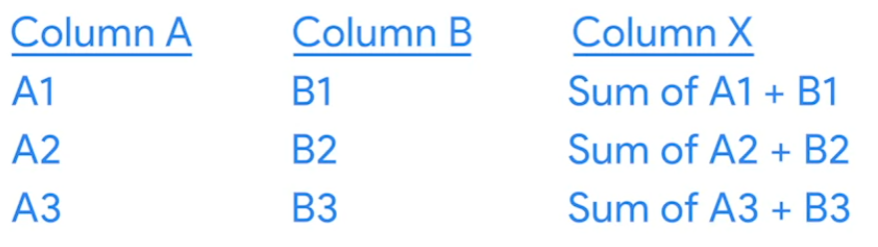 Column A Column B Column X
A1 B1 Sum of A1 + B1
A2 B2 Sum of A2 + B2
A3 B3 Sum of A3 + B3